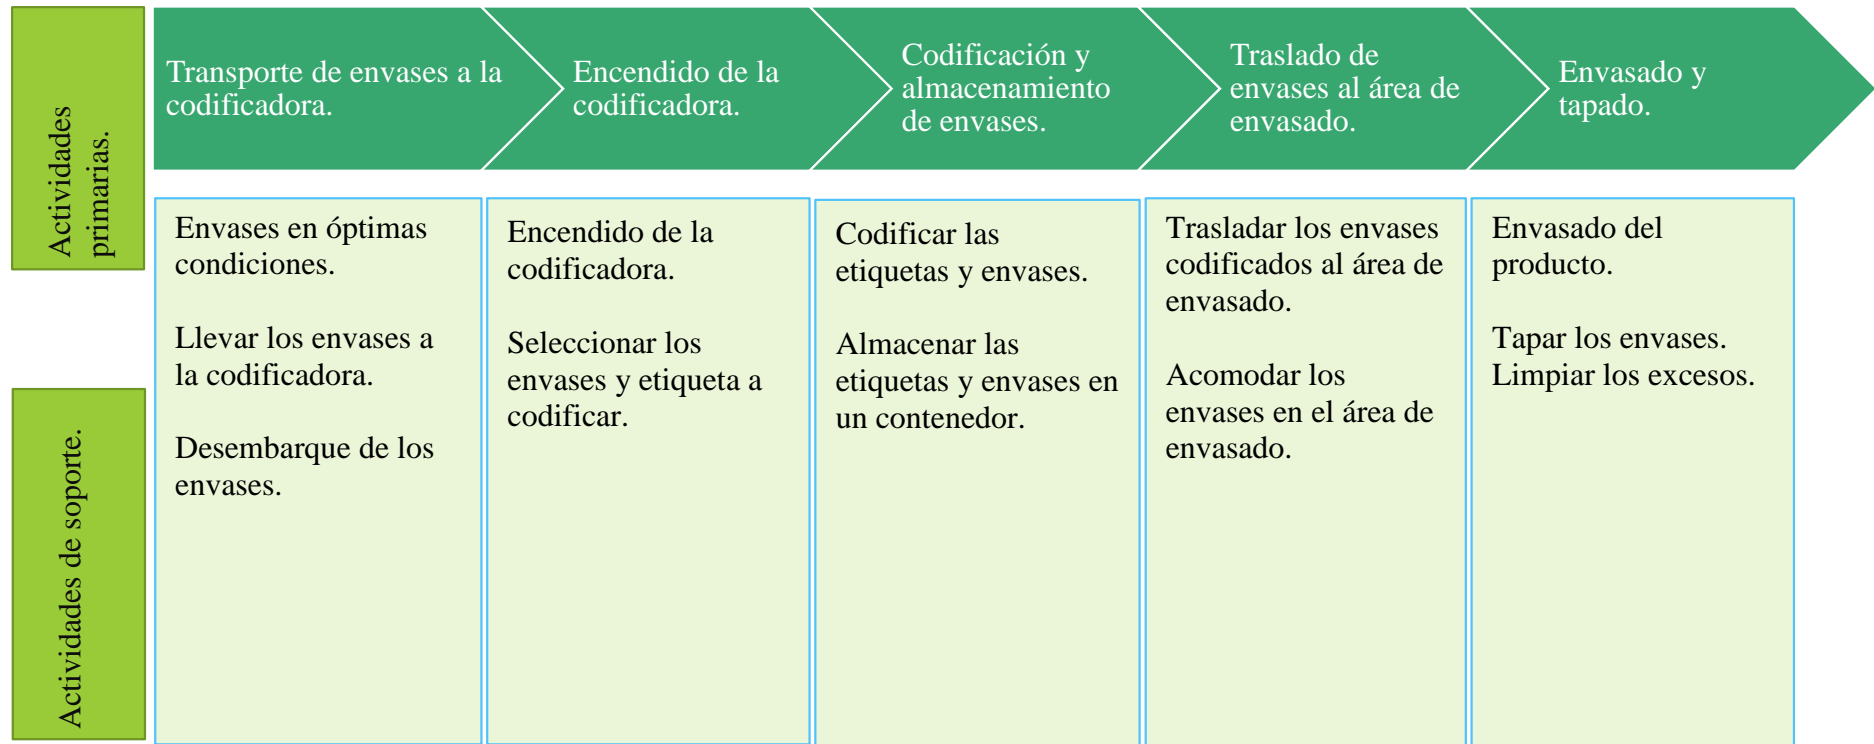 Actividades
primarias.
Transporte de envases a la
codificadora.
Encendido de la
codificadora.
Codificación y
almacenamiento
de envases.
Traslado de
envases al área de
envasado.
Envasado y
tapado.
Actividades de soporte.
Envases en óptimas
condiciones.
Llevar los envases a
la codificadora.
Desembarque de los
envases.
Encendido de la
codificadora.
Seleccionar los
envases y etiqueta a
codificar.
Codificar las
etiquetas y envases.
Almacenar las
etiquetas y envases en
un contenedor.
Trasladar los envases
codificados al área de
envasado.
Acomodar los
envases en el área de
envasado.
Envasado del
producto.
Tapar los envases.
Limpiar los excesos.